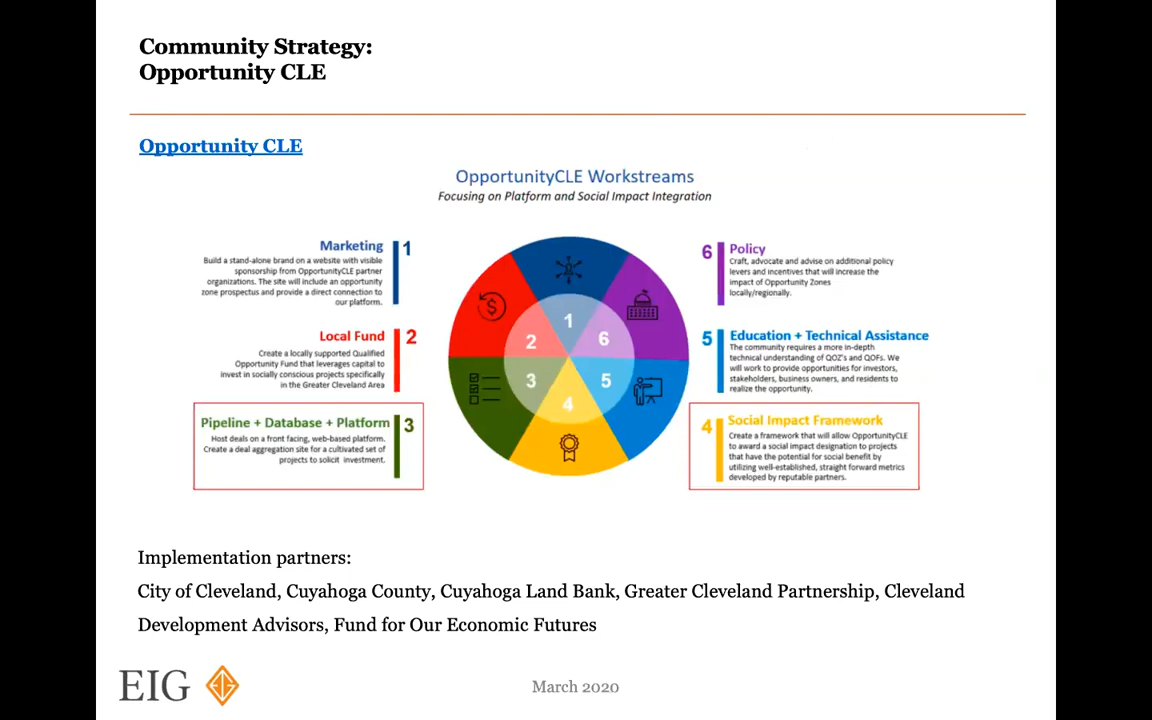 Community Strategy:
Opportunity CLE
Opportunity CLE
OpportunityCLE Workstreams
Focusing on Platform and Social Impact Integration
Marketing 1
Build a stand-alone brand on a website with visible
sponsorship from OpportunityCLE partner
organizations. The site will include an opportunity
zone prospectus and provide a direct connection to
our platform.
Local Fund 2
Create a locally supported Qualified
Opportunity Fund that leverages capital to
invest in socially conscious projects specifically
in the Greater Cleveland Area
Pipeline + Database + Platform 3
Host deals on a front facing, web-based platform.
Create a deal aggregation site for a cultivated set of
projects to solicit investment.
1
2
6
3
5
4
6 Policy
Craft, advocate and advise on additional policy
levers and incentives that will increase the
impact of Opportunity Zones
locally/regionally.
5 Education + Technical Assistance
The community requires a more in-depth
technical understanding of QOZ's and QOFs. We
will work to provide opportunities for investors,
stakeholders, business owners, and residents to
realize the opportunity.
4 Social Impact Framework
Create a framework that will allow OpportunityCLE
to award a social impact designation to projects
that have the potential for social benefit by
utilizing well-established, straight forward metrics
developed by reputable partners.
Implementation partners:
City of Cleveland, Cuyahoga County, Cuyahoga Land Bank, Greater Cleveland Partnership, Cleveland
Development Advisors, Fund for Our Economic Futures
EIG
March 2020